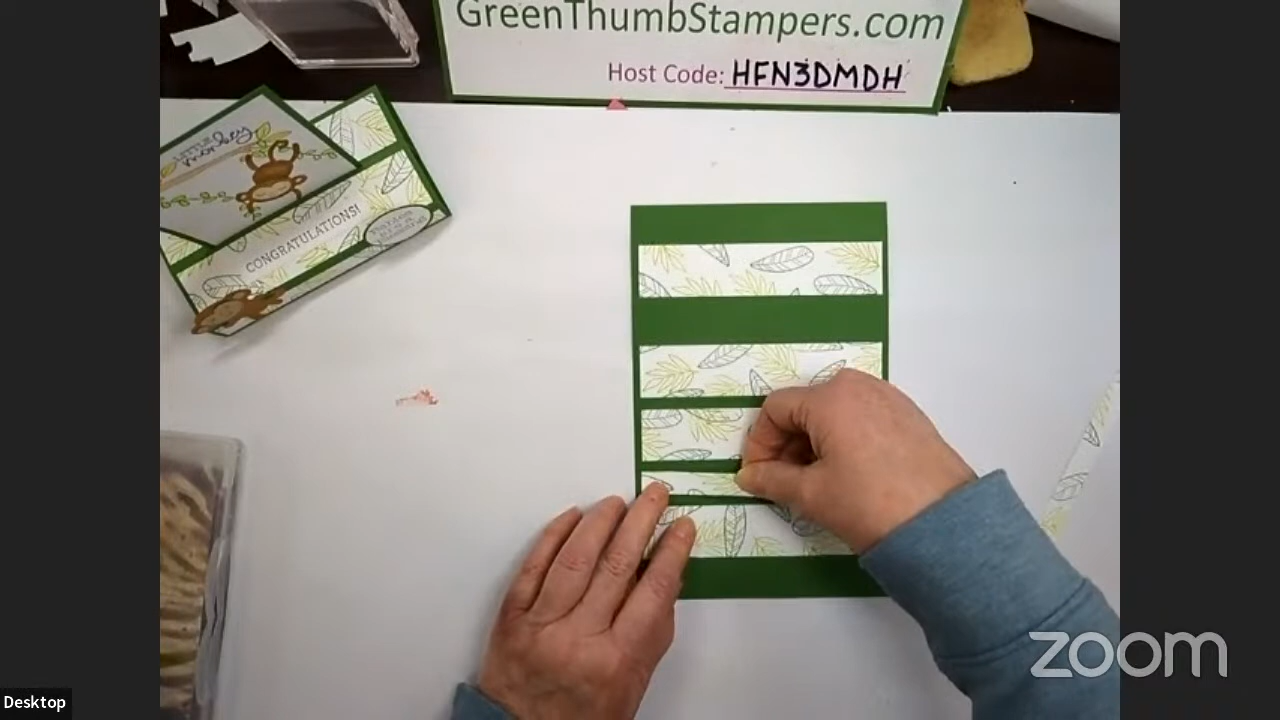 GreenThumbStampers.com
Host Code: HFN3DMDH
CONGRATULATIONS!
zoom
Desktop